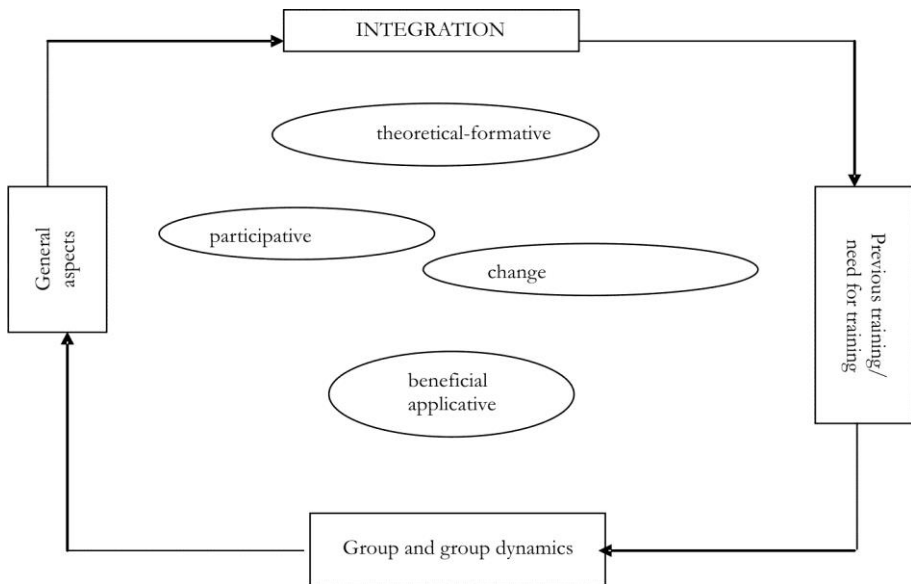 INTEGRATION
theoretical-formative
General
aspects
participative
change
Previous training/
need for training
beneficial
applicative
Group and group dynamics